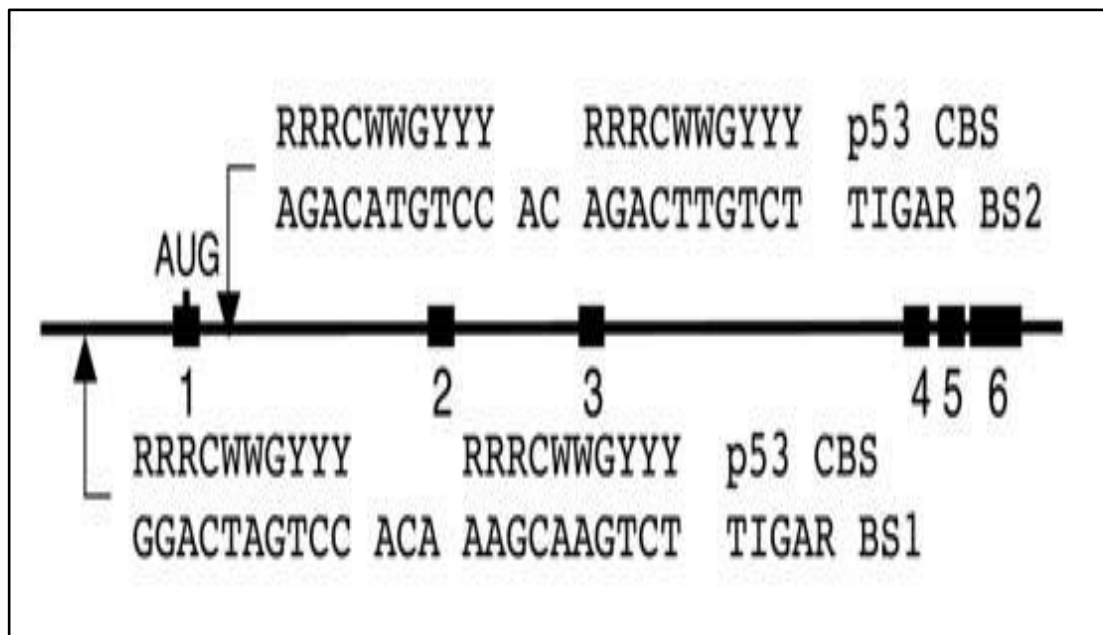 RRRCWWGYYY RRRCWWGYYY p53 CBS
AGACATGTCC AC AGACTTGTCT TIGAR BS2
AUG
1 2 3 4 5 6
RRRCWWGYYY RRRCWWGYYY p53 CBS
GGACTAGTCC ACA AAGCAAGTCT TIGAR BS1